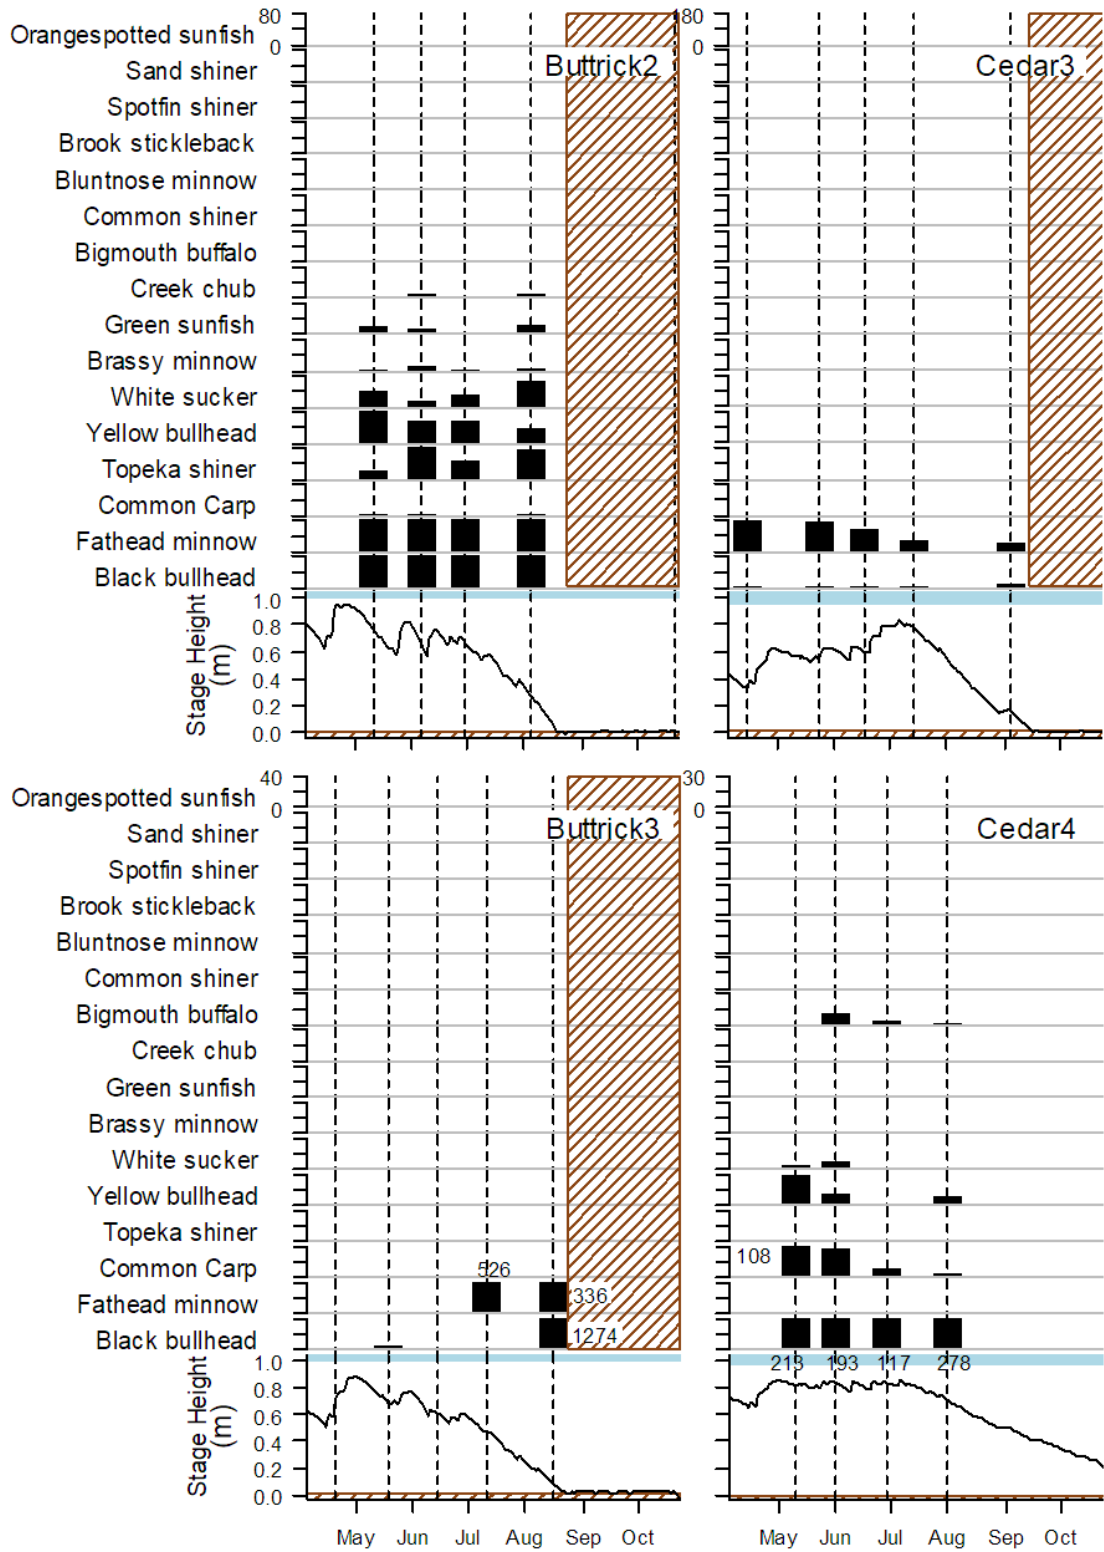 80
180
Orangespotted sunfish
0
0
Sand shiner
Buttrick2
Cedar3
Spotfin shiner
Brook stickleback
Bluntnose minnow
Common shiner
Bigmouth buffalo
Creek chub
Green sunfish
Brassy minnow
White sucker
Yellow bullhead
Topeka shiner
Common Carp
Fathead minnow
Black bullhead
Stage Height
(m)
1.0
0.8
0.6
0.4
0.2
0.0
40
30
Orangespotted sunfish
0
0
Sand shiner
Buttrick3
Cedar4
Spotfin shiner
Brook stickleback
Bluntnose minnow
Common shiner
Bigmouth buffalo
Creek chub
Green sunfish
Brassy minnow
White sucker
Yellow bullhead
Topeka shiner
Common Carp
526
108
Fathead minnow
336
Black bullhead
1274
213 193 117 278
Stage Height
(m)
1.0
0.8
0.6
0.4
0.2
0.0
May Jun Jul Aug Sep Oct
May Jun Jul Aug Sep Oct